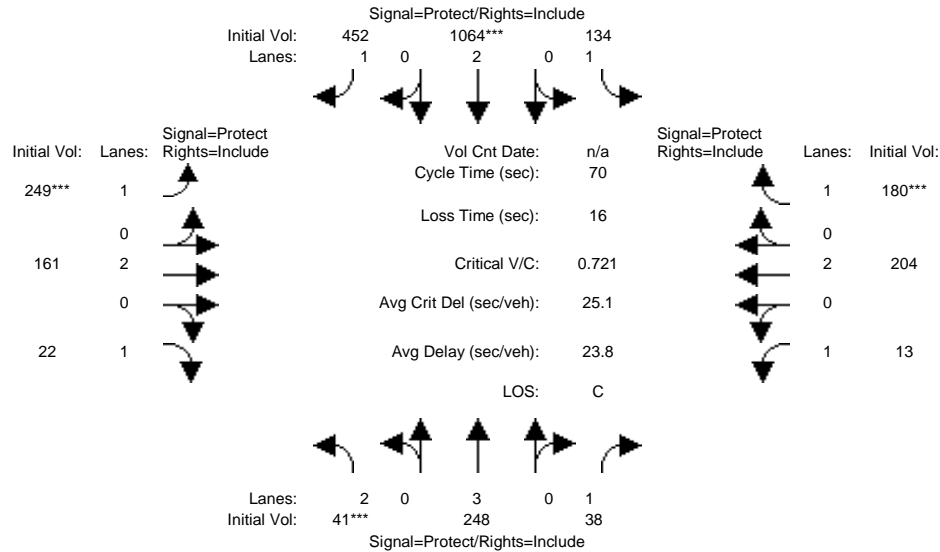 Signal=Protect/Rights=Include
Initial Vol: 452 1064*** 134
Lanes: 1 0 2 0 1
Signal=Protect
Initial Vol: Lanes: Rights=Include
Vol Cnt Date: n/a
Signal=Protect
Rights=Include Lanes: Initial Vol:
Cycle Time (sec): 70
249*** 1
1 180***
Loss Time (sec): 16
0
0
161 2
Critical V/C: 0.721
2 204
0
Avg Crit Del (sec/veh): 25.1
0
22 1
Avg Delay (sec/veh): 23.8
1 13
LOS: C
Lanes: 2 0 3 0 1
Initial Vol: 41*** 248 38
Signal=Protect/Rights=Include